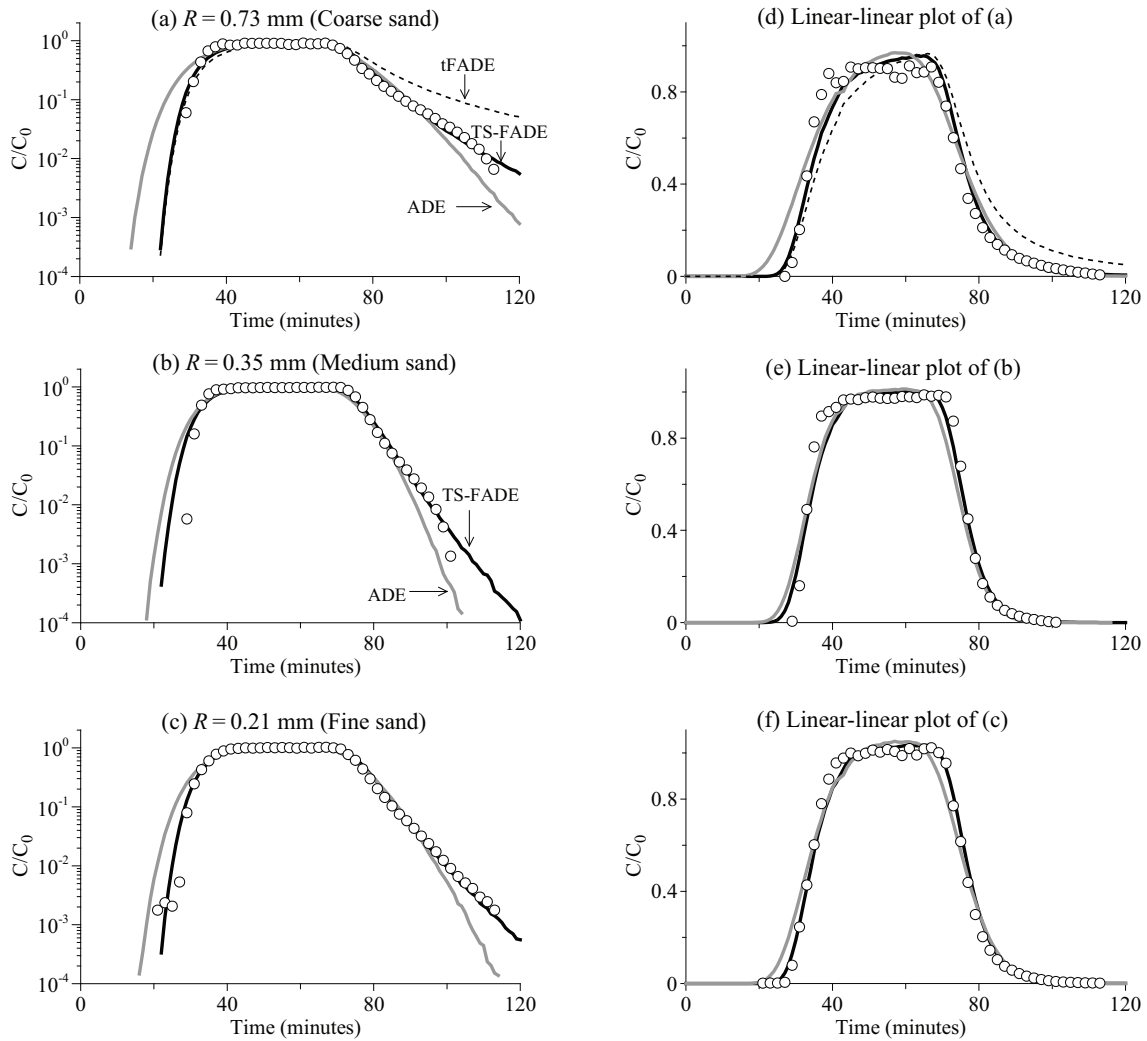 (a) R = 0.73 mm (Coarse sand)
10^0
10^-1
10^-2
10^-3
10^-4
C/C_0
tFADE
TS-FADE
ADE
0
40
80
120
Time (minutes)
(d) Linear-linear plot of (a)
0.8
0.4
0
C/C_0
0
40
80
120
Time (minutes)
(b) R = 0.35 mm (Medium sand)
10^0
10^-1
10^-2
10^-3
10^-4
C/C_0
TS-FADE
ADE
0
40
80
120
Time (minutes)
(e) Linear-linear plot of (b)
0.8
0.4
0
C/C_0
0
40
80
120
Time (minutes)
(c) R = 0.21 mm (Fine sand)
10^0
10^-1
10^-2
10^-3
10^-4
C/C_0
0
40
80
120
Time (minutes)
(f) Linear-linear plot of (c)
0.8
0.4
0
C/C_0
0
40
80
120
Time (minutes)